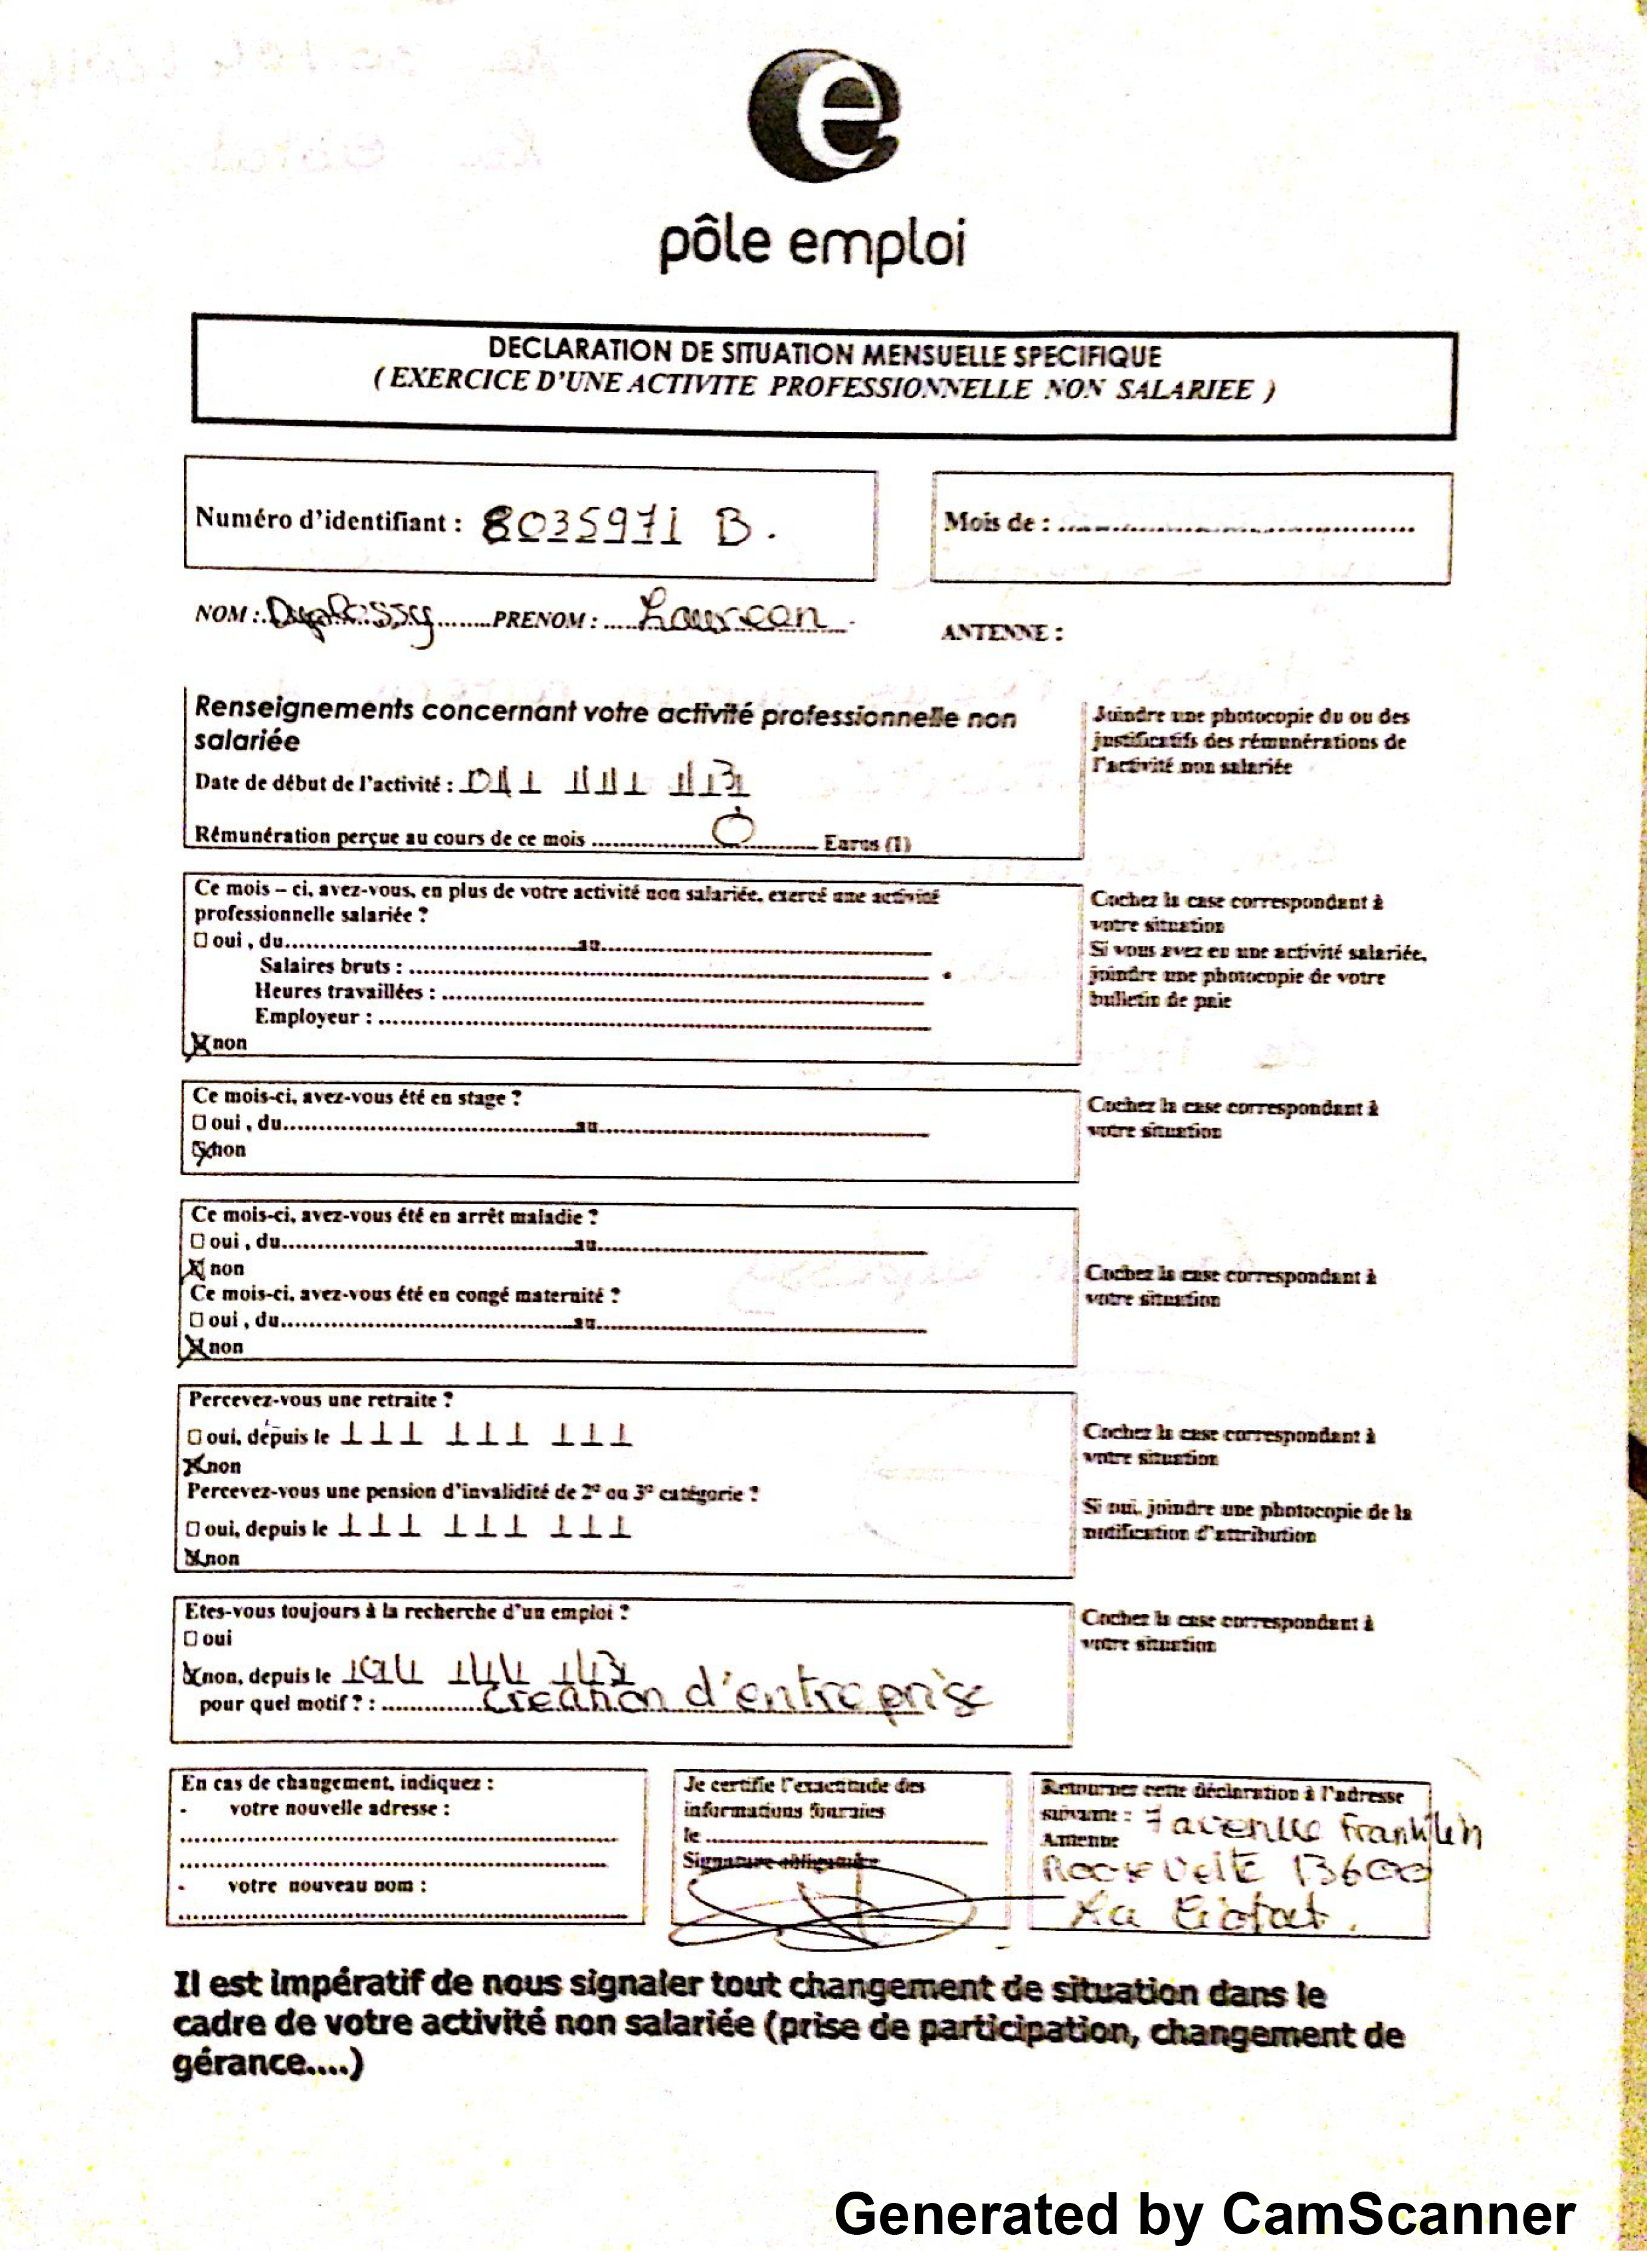 pôle emploi
DECLARATION DE SITUATION MENSUELLE SPECIFIQUE
( EXERCICE D'UNE ACTIVITE PROFESSIONNELLE NON SALARIEE )
Numéro d'identifiant : 8035971 B.
Mois de :
NOM : Duplessy PRENOM :
ANTENNE :
Renseignements concernant votre activité professionnelle non
salariée
Date de début de l'activité :
Rémunération perçue au cours de ce mois 0 Euros (1)
Joindre une photocopie du ou des
justificatifs des rémunérations de
l'activité non salariée
Ce mois – ci, avez-vous, en plus de votre activité non salariée, exercé une activité
professionnelle salariée ?
oui , du au
Salaires bruts :
Heures travaillées :
Employeur :
non
Cochez la case correspondant à
votre situation
Si vous avez eu une activité salariée,
joindre une photocopie de votre
bulletin de paie
Ce mois-ci, avez-vous été en stage ?
oui , du au
non
Cochez la case correspondant à
votre situation
Ce mois-ci, avez-vous été en arrêt maladie ?
oui , du au
non
Ce mois-ci, avez-vous été en congé maternité ?
oui , du au
non
Cochez la case correspondant à
votre situation
Percevez-vous une retraite ?
oui, depuis le
non
Percevez-vous une pension d'invalidité de 2e ou 3e catégorie ?
oui, depuis le
non
Cochez la case correspondant à
votre situation
Si oui, joindre une photocopie de la
notification d'attribution
Etes-vous toujours à la recherche d'un emploi ?
oui
non, depuis le
pour quel motif ? : Creation d'entreprise
Cochez la case correspondant à
votre situation
En cas de changement, indiquez :
- votre nouvelle adresse :
- votre nouveau nom :
Je certifie l'exactitude des
informations fournies
le
Signature obligatoire
Retourner cette déclaration à l'adresse
suivante : 7 avenue Franklin
Antenne
Roosevelt 13600
La Ciotat.
Il est impératif de nous signaler tout changement de situation dans le
cadre de votre activité non salariée (prise de participation, changement de
gérance....)
Generated by CamScanner